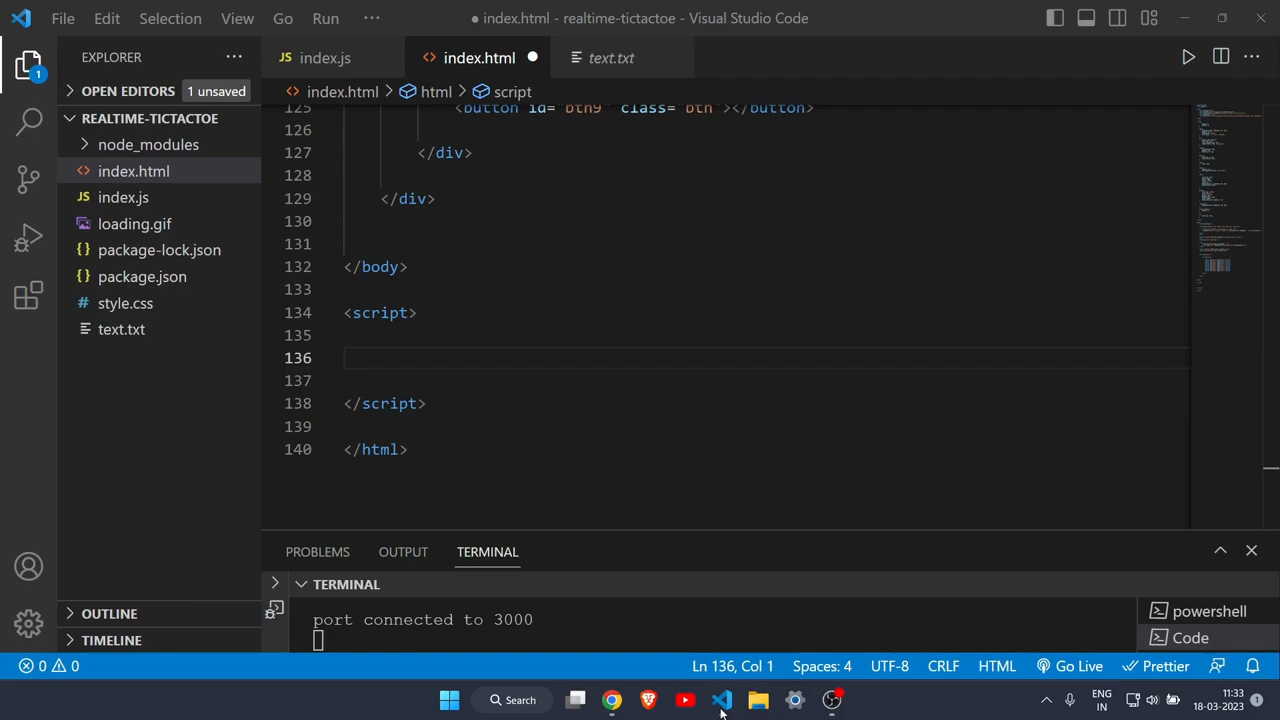 File Edit Selection View Go Run ···
● index.html - realtime-tictactoe - Visual Studio Code
EXPLORER ···
JS index.js
<> index.html ●
text.txt
OPEN EDITORS 1 unsaved
<> index.html > html > script
REALTIME-TICTACTOE
node_modules
<> index.html
JS index.js
loading.gif
{} package-lock.json
{} package.json
# style.css
text.txt
OUTLINE
TIMELINE
125 <button id="btn9" class="btn"></button>
126
127 </div>
128
129 </div>
130
131
132 </body>
133
134 <script>
135
136
137
138 </script>
139
140 </html>
PROBLEMS OUTPUT TERMINAL
TERMINAL
port connected to 3000
powershell
Code
1
0 0
Ln 136, Col 1 Spaces: 4 UTF-8 CRLF HTML Go Live Prettier
Search
ENG
IN
11:33
18-03-2023
1